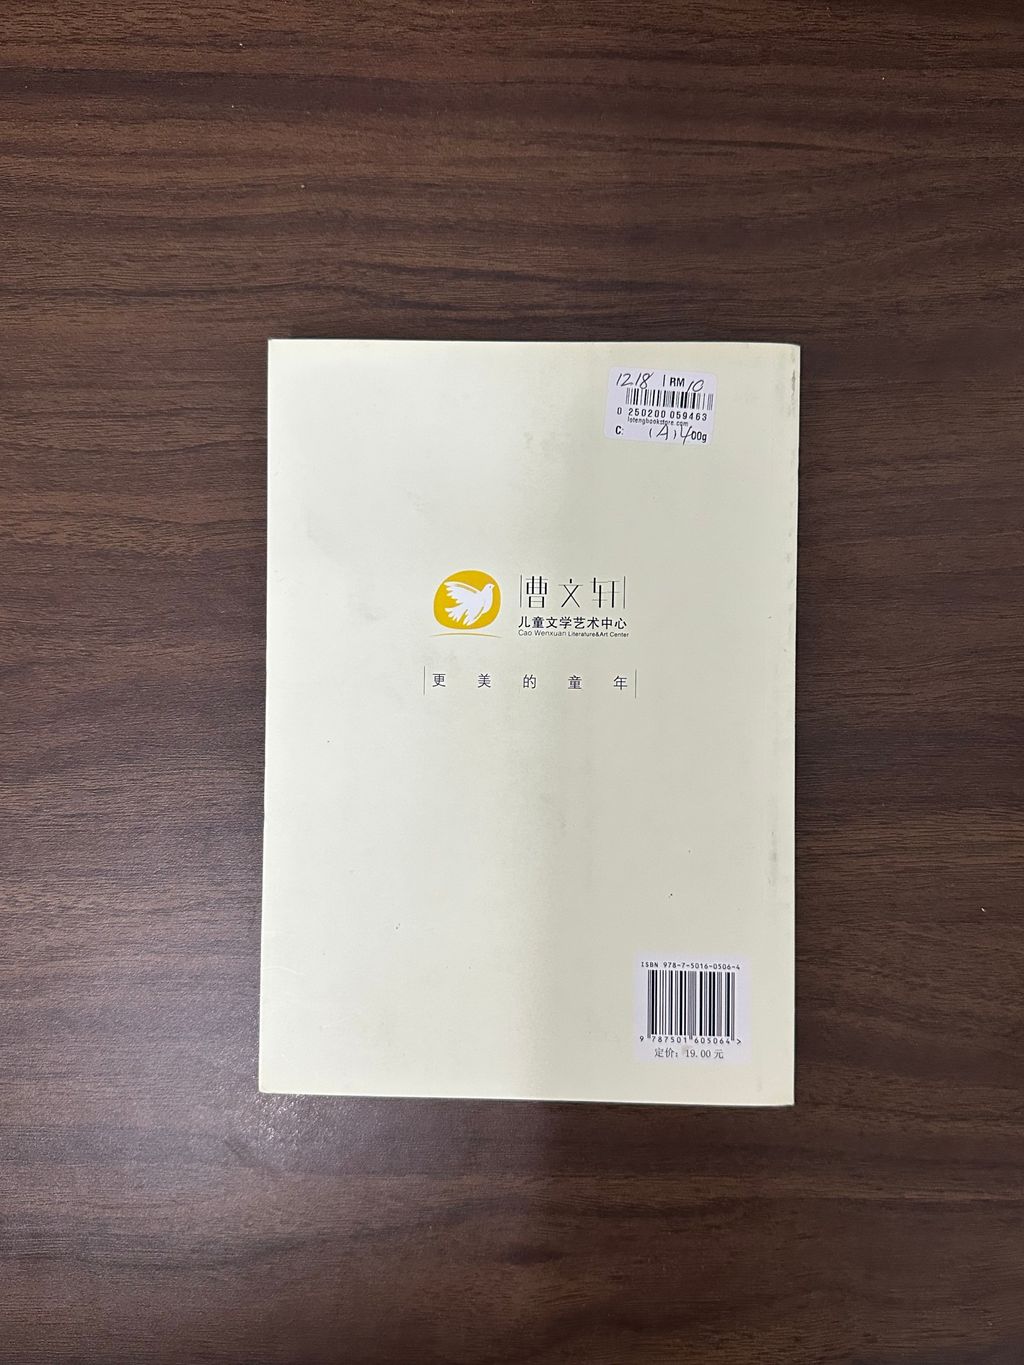 1218 RM 10
0 250200 059463
lotengbookstore.com
C: (A) 400g
曹文轩
儿童文学艺术中心
Cao Wenxuan Literature&Art Center
更美的童年
ISBN 978-7-5016-0506-4
9 787501 605064 >
定价: 19.00 元